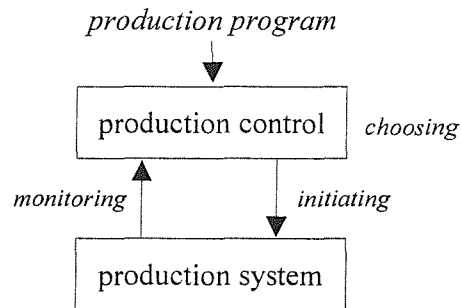 production program
production control
choosing
monitoring
initiating
production system